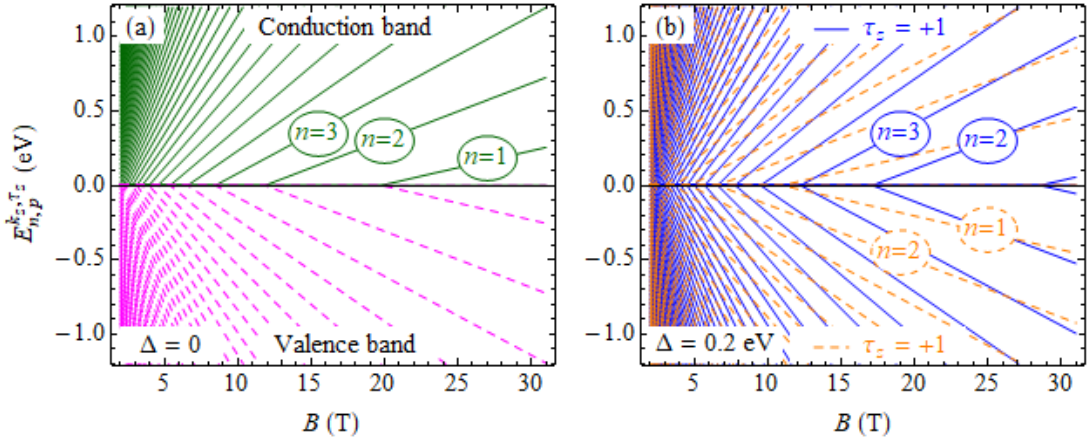 (a) Conduction band
n=3
n=2
n=1
Δ = 0
Valence band
1.0
0.5
0.0
−0.5
−1.0
E_{n,p}^{k_z,τ_z} (eV)
5 10 15 20 25 30
B (T)
(b)
τ_z = +1
n=3
n=2
n=1
n=2
Δ = 0.2 eV
τ_z = +1
1.0
0.5
0.0
−0.5
−1.0
5 10 15 20 25 30
B (T)